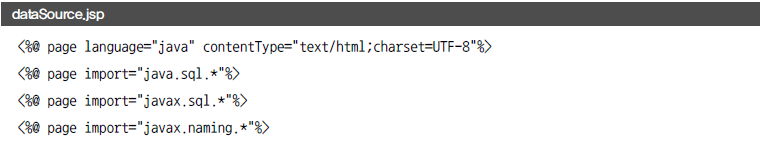 dataSource.jsp
<%@ page language="java" contentType="text/html;charset=UTF-8"%>
<%@ page import="java.sql.*"%>
<%@ page import="javax.sql.*"%>
<%@ page import="javax.naming.*"%>